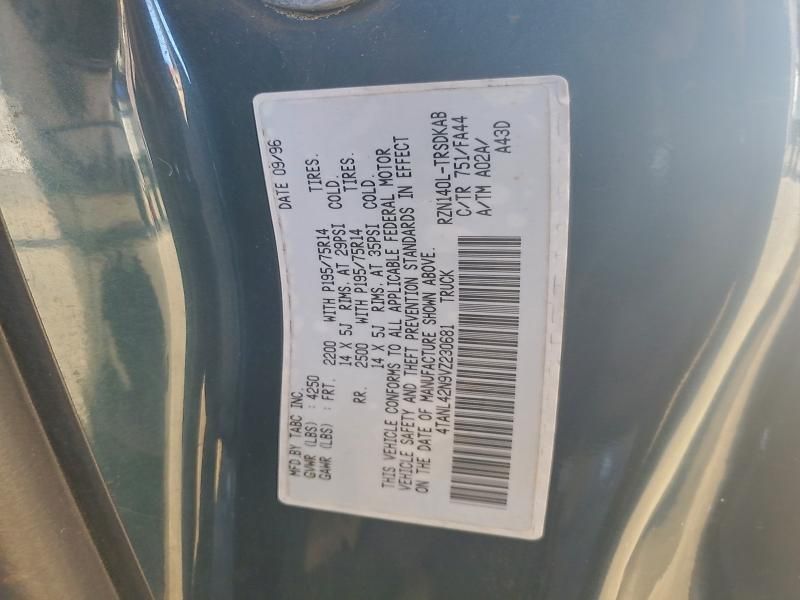 MFD BY TABC INC. DATE 09/96
GVWR (LBS) : 4250
GAWR (LBS) : FRT. 2200 WITH P195/75R14 TIRES.
14 X 5J RIMS. AT 29PSI COLD.
RR. 2500 WITH P195/75R14 TIRES.
14 X 5J RIMS. AT 35PSI COLD.
THIS VEHICLE CONFORMS TO ALL APPLICABLE FEDERAL MOTOR
VEHICLE SAFETY AND THEFT PREVENTION STANDARDS IN EFFECT
ON THE DATE OF MANUFACTURE SHOWN ABOVE.
4TANL42N9VZ230681 TRUCK RZN140L-TRSDKAB
C/TR 751/FA44
A/TM A02A/
A43D